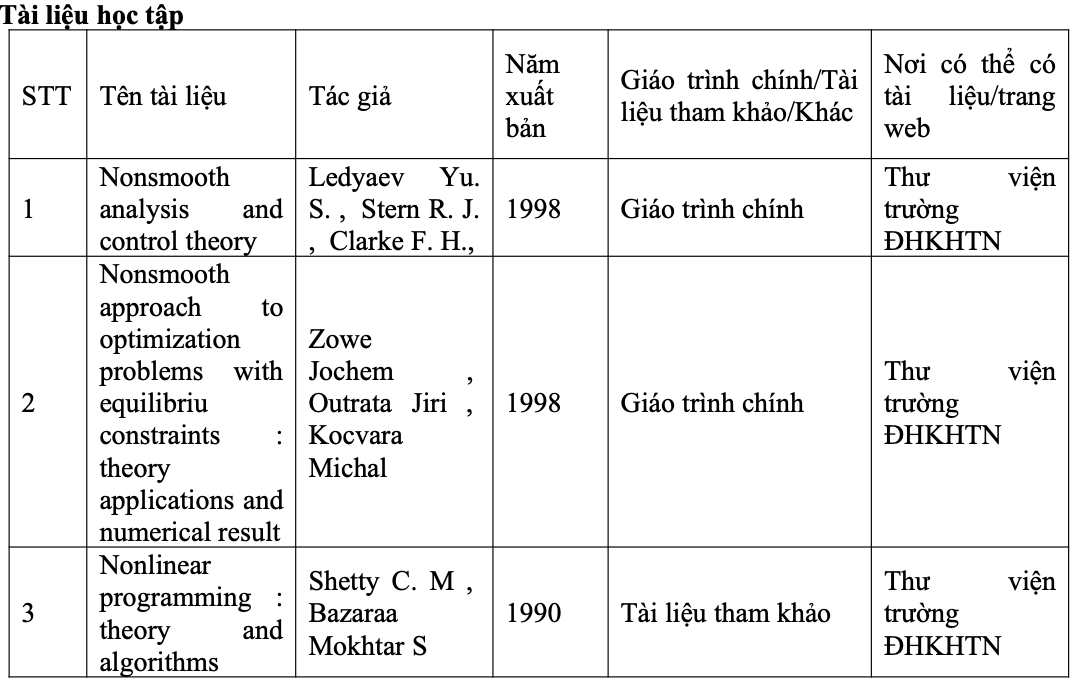 Tài liệu học tập
STT
Tên tài liệu
Tác giả
Năm
xuất
bản
Giáo trình chính/Tài
liệu tham khảo/Khác
Nơi có thể có
tài liệu/trang
web
1
Nonsmooth
analysis and
control theory
Ledyaev Yu.
S. , Stern R. J.
, Clarke F. H.,
1998
Giáo trình chính
Thư viện
trường
ĐHKHTN
2
Nonsmooth
approach to
optimization
problems with
equilibriu
constraints :
theory
applications and
numerical result
Zowe
Jochem ,
Outrata Jiri ,
Kocvara
Michal
1998
Giáo trình chính
Thư viện
trường
ĐHKHTN
3
Nonlinear
programming :
theory and
algorithms
Shetty C. M ,
Bazaraa
Mokhtar S
1990
Tài liệu tham khảo
Thư viện
trường
ĐHKHTN